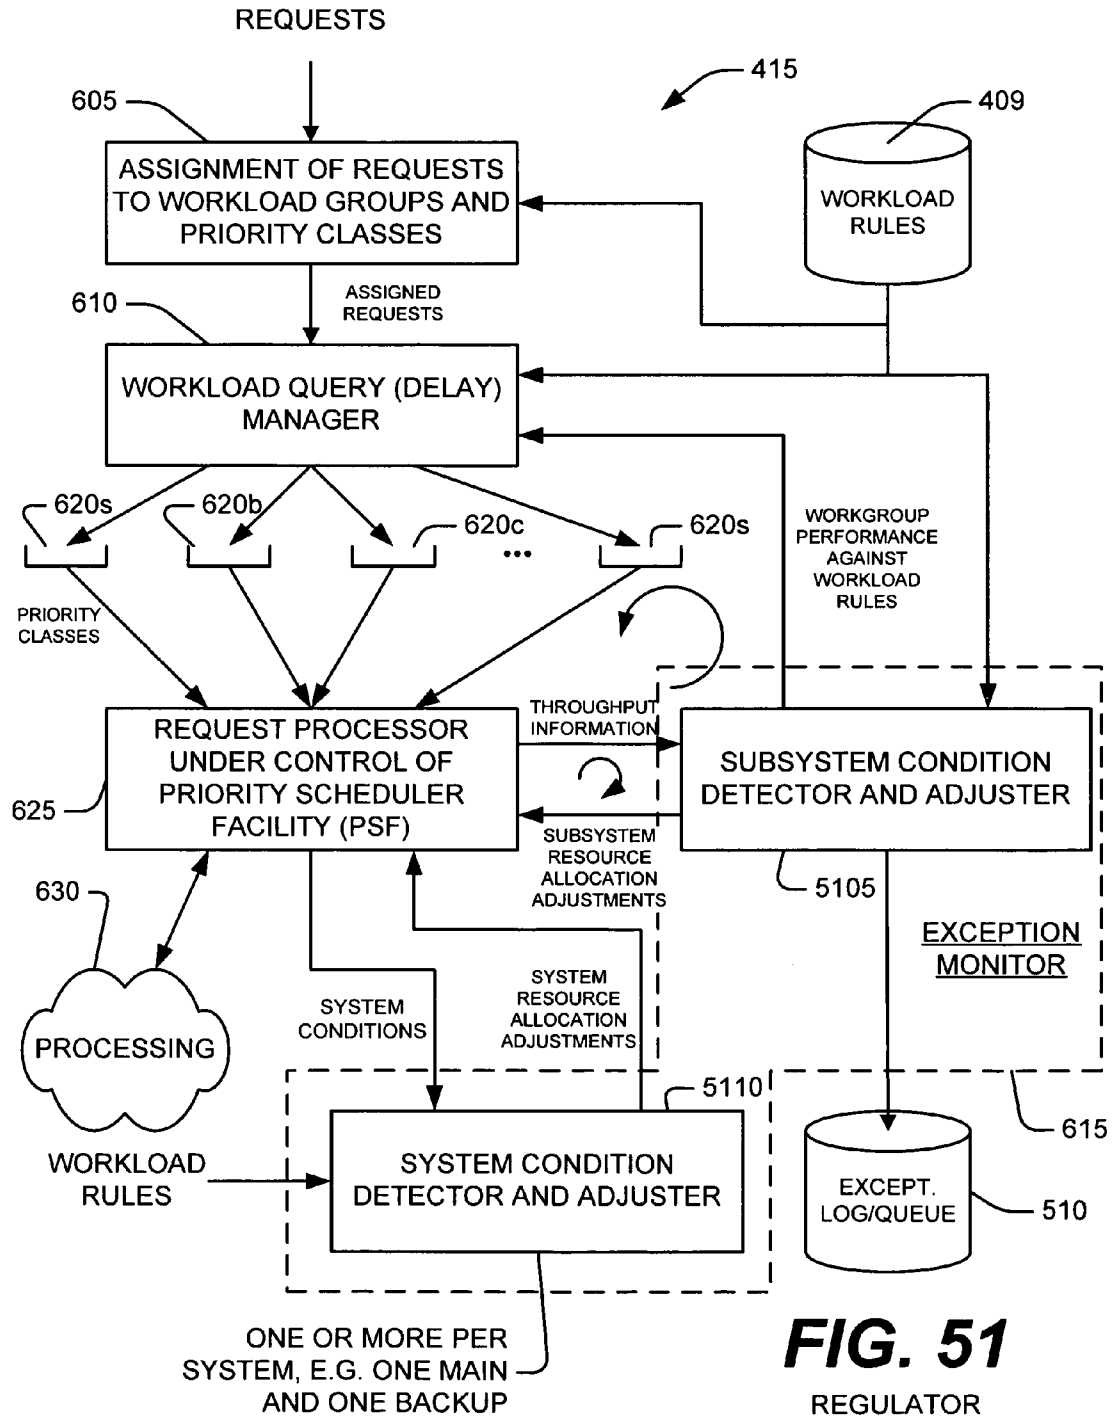 REQUESTS
415
605
409
ASSIGNMENT OF REQUESTS
TO WORKLOAD GROUPS AND
PRIORITY CLASSES
WORKLOAD
RULES
610
ASSIGNED
REQUESTS
WORKLOAD QUERY (DELAY)
MANAGER
620s
620b
620c
...
620s
WORKGROUP
PERFORMANCE
AGAINST
WORKLOAD
RULES
PRIORITY
CLASSES
THROUGHPUT
INFORMATION
REQUEST PROCESSOR
UNDER CONTROL OF
PRIORITY SCHEDULER
FACILITY (PSF)
625
SUBSYSTEM CONDITION
DETECTOR AND ADJUSTER
SUBSYSTEM
RESOURCE
ALLOCATION
ADJUSTMENTS
5105
630
EXCEPTION
MONITOR
PROCESSING
SYSTEM
CONDITIONS
SYSTEM
RESOURCE
ALLOCATION
ADJUSTMENTS
5110
615
WORKLOAD
RULES
SYSTEM CONDITION
DETECTOR AND ADJUSTER
EXCEPT.
LOG/QUEUE
510
ONE OR MORE PER
SYSTEM, E.G. ONE MAIN
AND ONE BACKUP
FIG. 51
REGULATOR